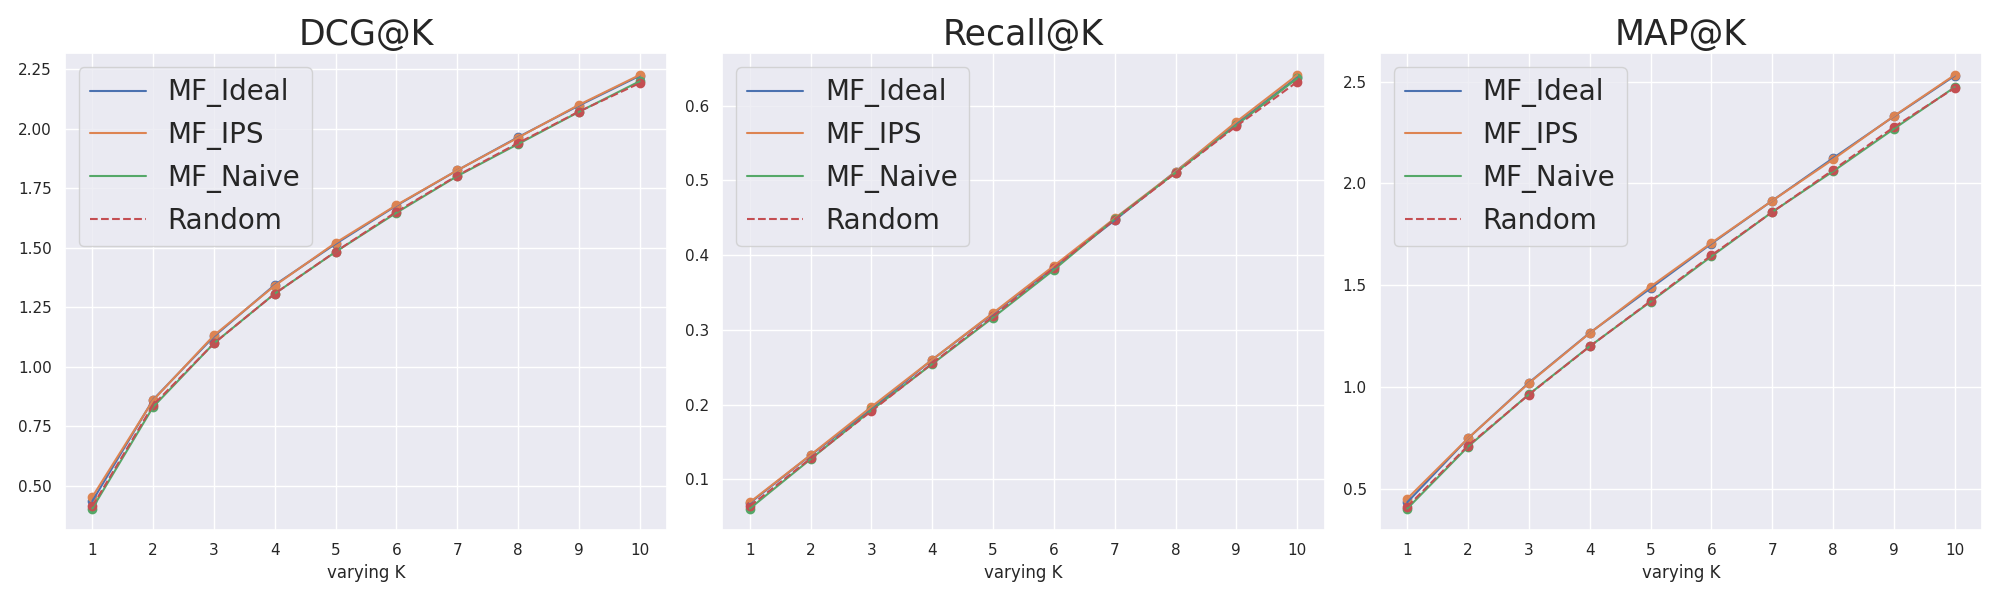 DCG@K
MF_Ideal
MF_IPS
MF_Naive
Random
2.25
2.00
1.75
1.50
1.25
1.00
0.75
0.50
1 2 3 4 5 6 7 8 9 10
varying K
Recall@K
MF_Ideal
MF_IPS
MF_Naive
Random
0.6
0.5
0.4
0.3
0.2
0.1
1 2 3 4 5 6 7 8 9 10
varying K
MAP@K
MF_Ideal
MF_IPS
MF_Naive
Random
2.5
2.0
1.5
1.0
0.5
1 2 3 4 5 6 7 8 9 10
varying K